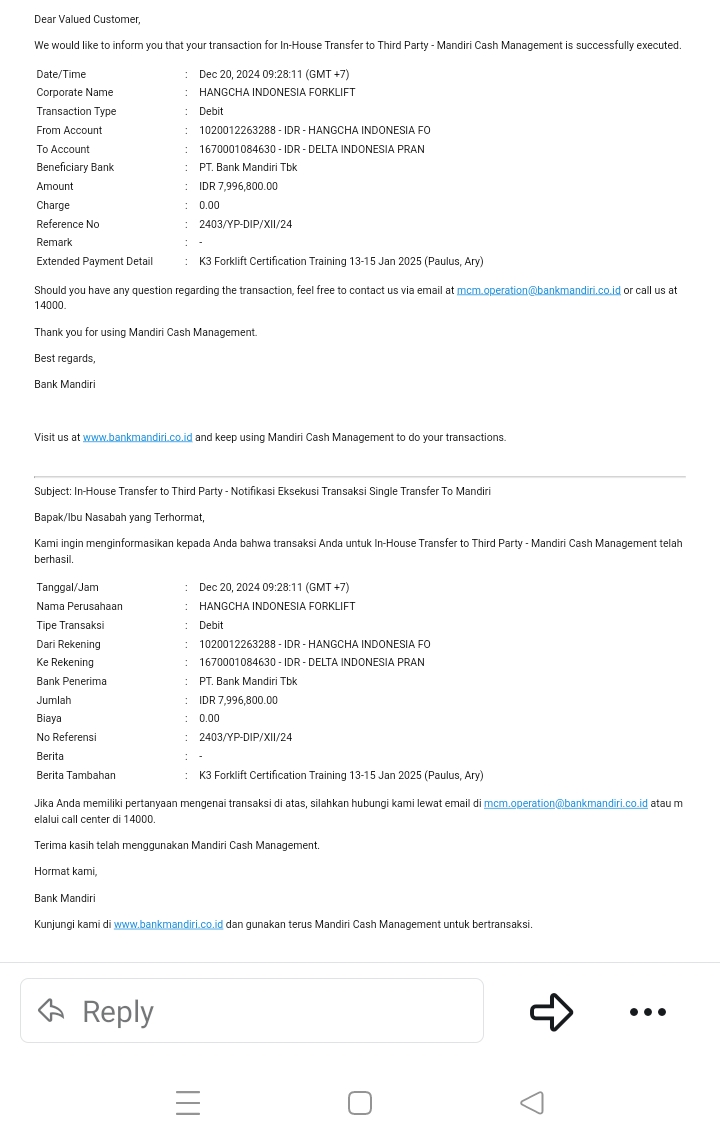 Dear Valued Customer,
We would like to inform you that your transaction for In-House Transfer to Third Party - Mandiri Cash Management is successfully executed.
Date/Time : Dec 20, 2024 09:28:11 (GMT +7)
Corporate Name : HANGCHA INDONESIA FORKLIFT
Transaction Type : Debit
From Account : 1020012263288 - IDR - HANGCHA INDONESIA FO
To Account : 1670001084630 - IDR - DELTA INDONESIA PRAN
Beneficiary Bank : PT. Bank Mandiri Tbk
Amount : IDR 7,996,800.00
Charge : 0.00
Reference No : 2403/YP-DIP/XII/24
Remark : -
Extended Payment Detail : K3 Forklift Certification Training 13-15 Jan 2025 (Paulus, Ary)
Should you have any question regarding the transaction, feel free to contact us via email at mcm.operation@bankmandiri.co.id or call us at
14000.
Thank you for using Mandiri Cash Management.
Best regards,
Bank Mandiri
Visit us at www.bankmandiri.co.id and keep using Mandiri Cash Management to do your transactions.
Subject: In-House Transfer to Third Party - Notifikasi Eksekusi Transaksi Single Transfer To Mandiri
Bapak/Ibu Nasabah yang Terhormat,
Kami ingin menginformasikan kepada Anda bahwa transaksi Anda untuk In-House Transfer to Third Party - Mandiri Cash Management telah
berhasil.
Tanggal/Jam : Dec 20, 2024 09:28:11 (GMT +7)
Nama Perusahaan : HANGCHA INDONESIA FORKLIFT
Tipe Transaksi : Debit
Dari Rekening : 1020012263288 - IDR - HANGCHA INDONESIA FO
Ke Rekening : 1670001084630 - IDR - DELTA INDONESIA PRAN
Bank Penerima : PT. Bank Mandiri Tbk
Jumlah : IDR 7,996,800.00
Biaya : 0.00
No Referensi : 2403/YP-DIP/XII/24
Berita : -
Berita Tambahan : K3 Forklift Certification Training 13-15 Jan 2025 (Paulus, Ary)
Jika Anda memiliki pertanyaan mengenai transaksi di atas, silahkan hubungi kami lewat email di mcm.operation@bankmandiri.co.id atau m
elalui call center di 14000.
Terima kasih telah menggunakan Mandiri Cash Management.
Hormat kami,
Bank Mandiri
Kunjungi kami di www.bankmandiri.co.id dan gunakan terus Mandiri Cash Management untuk bertransaksi.
Reply